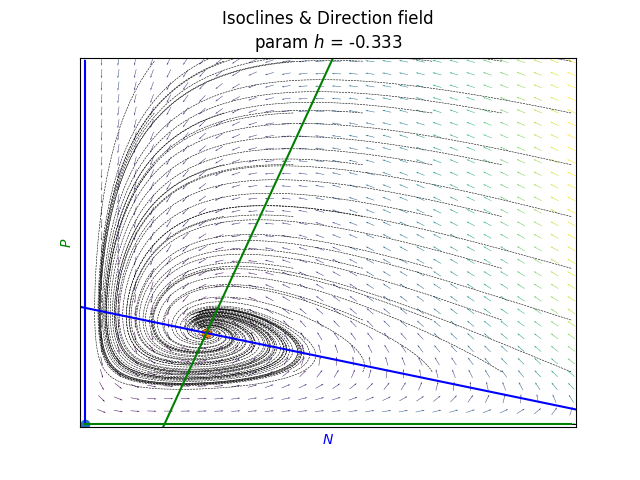 Isoclines & Direction field
param h = -0.333
P
N